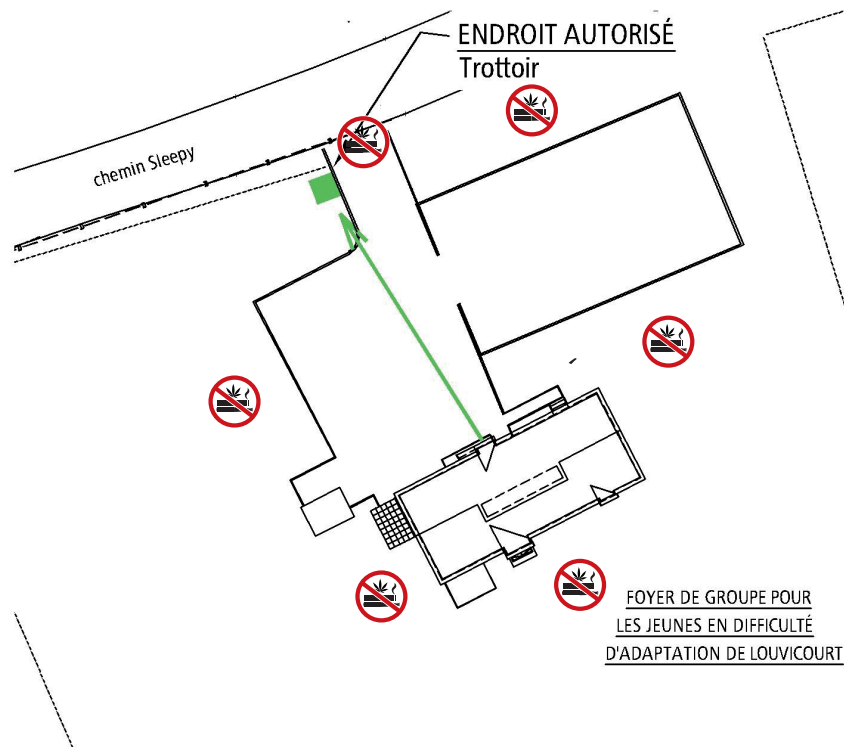 ENDROIT AUTORISÉ
Trottoir
chemin Sleepy
FOYER DE GROUPE POUR
LES JEUNES EN DIFFICULTÉ
D'ADAPTATION DE LOUVICOURT